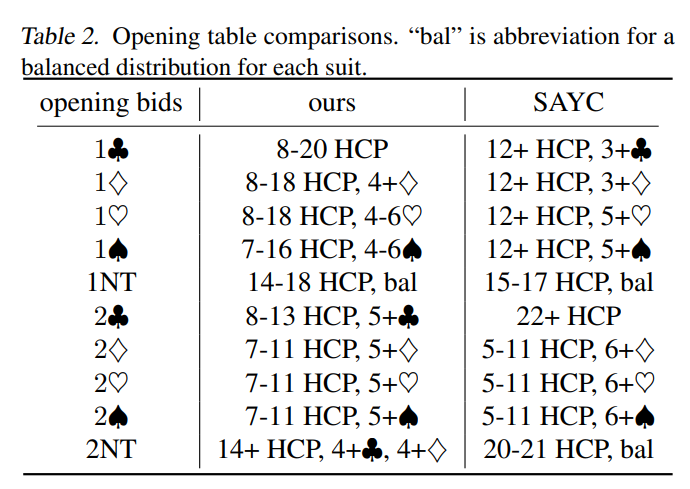 Table 2. Opening table comparisons. “bal” is abbreviation for a
balanced distribution for each suit.
opening bids ours SAYC
1♣ 8-20 HCP 12+ HCP, 3+♣
1♢ 8-18 HCP, 4+♢ 12+ HCP, 3+♢
1♡ 8-18 HCP, 4-6♡ 12+ HCP, 5+♡
1♠ 7-16 HCP, 4-6♠ 12+ HCP, 5+♠
1NT 14-18 HCP, bal 15-17 HCP, bal
2♣ 8-13 HCP, 5+♣ 22+ HCP
2♢ 7-11 HCP, 5+♢ 5-11 HCP, 6+♢
2♡ 7-11 HCP, 5+♡ 5-11 HCP, 6+♡
2♠ 7-11 HCP, 5+♠ 5-11 HCP, 6+♠
2NT 14+ HCP, 4+♣, 4+♢ 20-21 HCP, bal